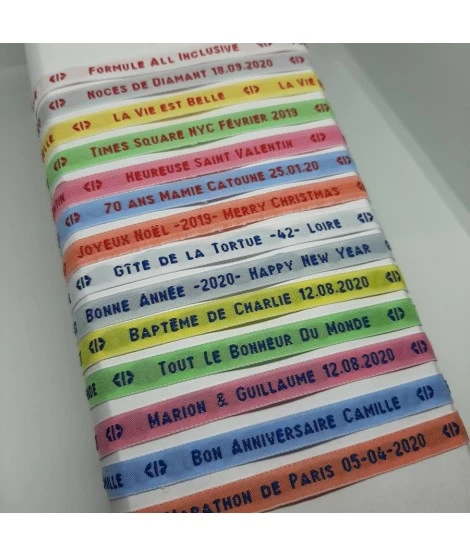 Formule All Inclusive
Noces de Diamant 18.09.2020
La Vie est Belle La Vie
Times Square NYC Février 2019
Heureuse Saint Valentin
70 ans Mamie Catoune 25.01.20
Joyeux Noël -2019- Merry Christmas
Gîte de la Tortue -42- Loire
Bonne Année -2020- Happy New Year
Baptême de Charlie 12.08.2020
Tout Le Bonheur Du Monde
Marion & Guillaume 12.08.2020
Bon Anniversaire Camille
Marathon de Paris 05-04-2020